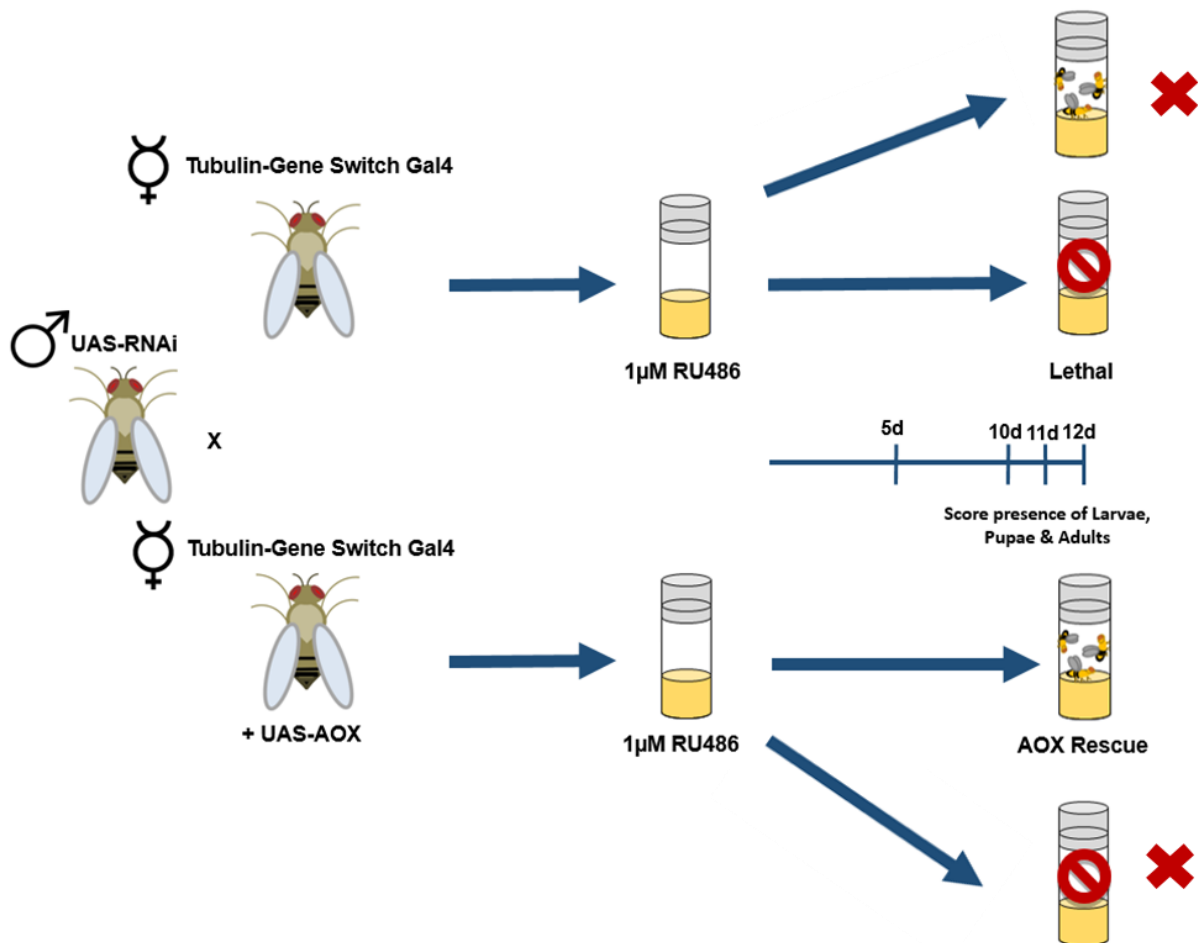 Tubulin-Gene Switch Gal4
1µM RU486
Lethal
UAS-RNAi
X
5d
10d
11d
12d
Score presence of Larvae,
Pupae & Adults
Tubulin-Gene Switch Gal4
+ UAS-AOX
1µM RU486
AOX Rescue